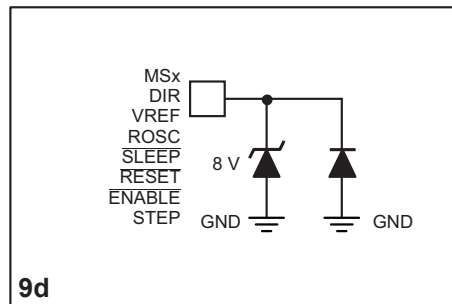 MSx
DIR
VREF
ROSC
SLEEP
RESET
ENABLE
STEP
8 V
GND
GND
9d